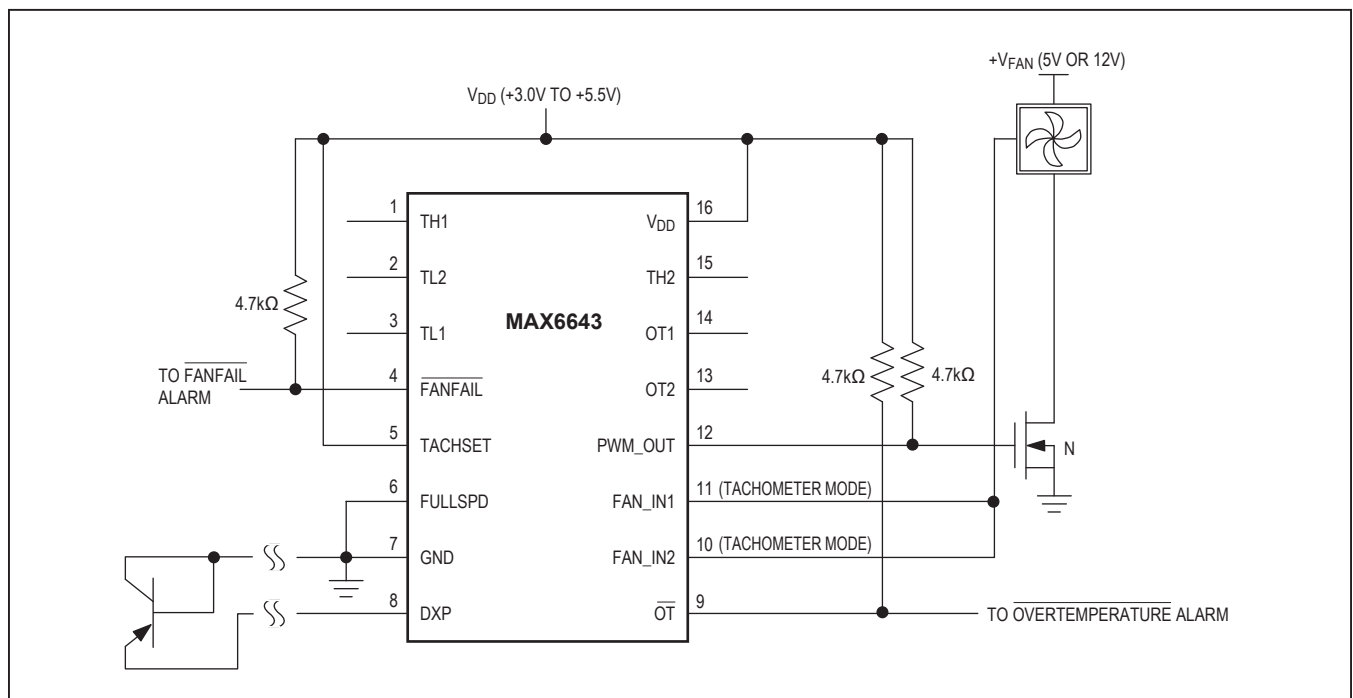 +VFAN (5V OR 12V)
VDD (+3.0V TO +5.5V)
1 TH1
2 TL2
3 TL1
4 FANFAIL
5 TACHSET
6 FULLSPD
7 GND
8 DXP
MAX6643
16 VDD
15 TH2
14 OT1
13 OT2
12 PWM_OUT
11 (TACHOMETER MODE) FAN_IN1
10 (TACHOMETER MODE) FAN_IN2
9 OT
4.7kΩ
TO FANFAIL
ALARM
4.7kΩ
4.7kΩ
N
TO OVERTEMPERATURE ALARM